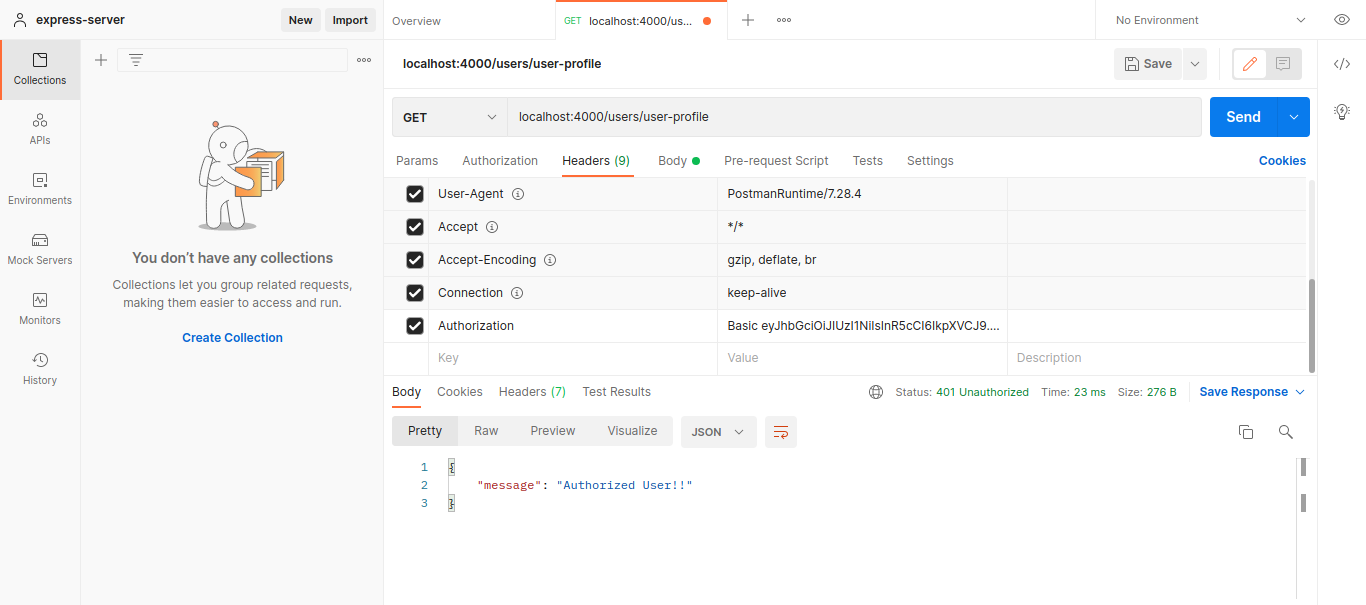 express-server
New
Import
Overview
GET localhost:4000/us...
No Environment
Collections
APIs
Environments
Mock Servers
Monitors
History
You don't have any collections
Collections let you group related requests,
making them easier to access and run.
Create Collection
localhost:4000/users/user-profile
Save
GET
localhost:4000/users/user-profile
Send
Params Authorization Headers (9) Body Pre-request Script Tests Settings Cookies
User-Agent PostmanRuntime/7.28.4
Accept */*
Accept-Encoding gzip, deflate, br
Connection keep-alive
Authorization Basic eyJhbGciOiJIUzI1NiIsInR5cCI6IkpXVCJ9....
Key Value Description
Body Cookies Headers (7) Test Results Status: 401 Unauthorized Time: 23 ms Size: 276 B Save Response
Pretty Raw Preview Visualize JSON
1 {
2 "message": "Authorized User!!"
3 }